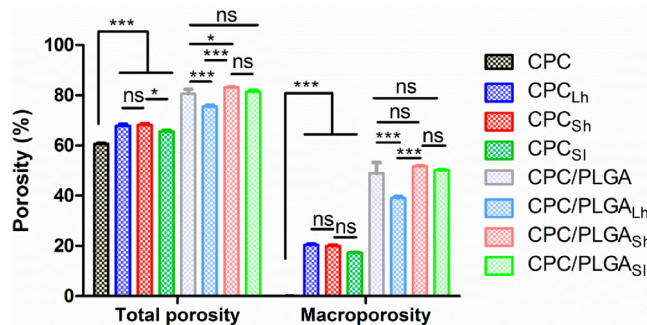 ns
***
*
100
***
80
***
ns
ns
***
ns
*
ns
60
***
ns
***
40
ns
ns
20
0
Porosity (%)
Total porosity
Macroporosity
CPC
CPC Lh
CPC Sh
CPC Sl
CPC/PLGA
CPC/PLGA Lh
CPC/PLGA Sh
CPC/PLGA Sl